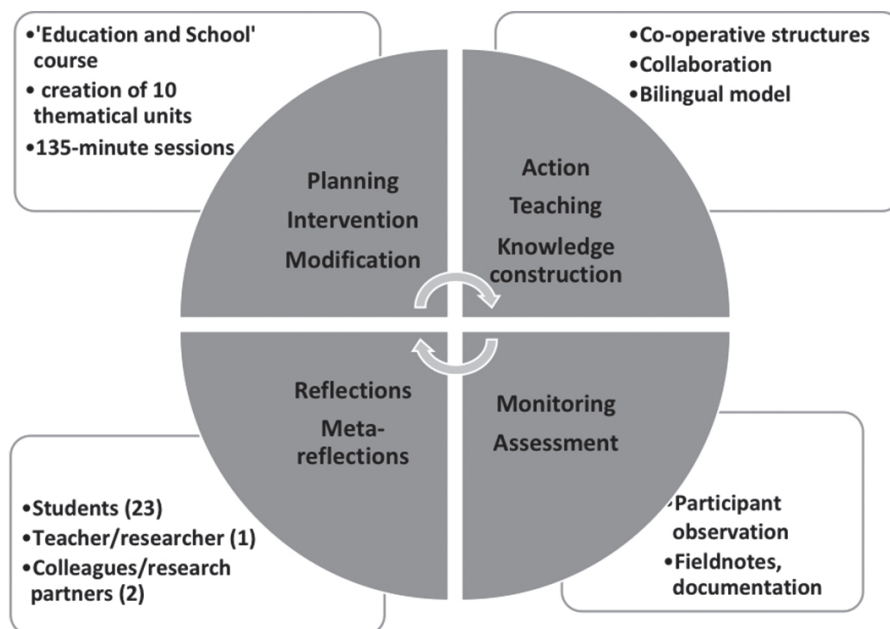 •'Education and School'
course
• creation of 10
thematical units
•135-minute sessions
•Co-operative structures
•Collaboration
•Bilingual model
Planning
Intervention
Modification
Action
Teaching
Knowledge
construction
Reflections
Meta-
reflections
Monitoring
Assessment
•Students (23)
•Teacher/researcher (1)
•Colleagues/research
partners (2)
•Participant
observation
•Fieldnotes,
documentation